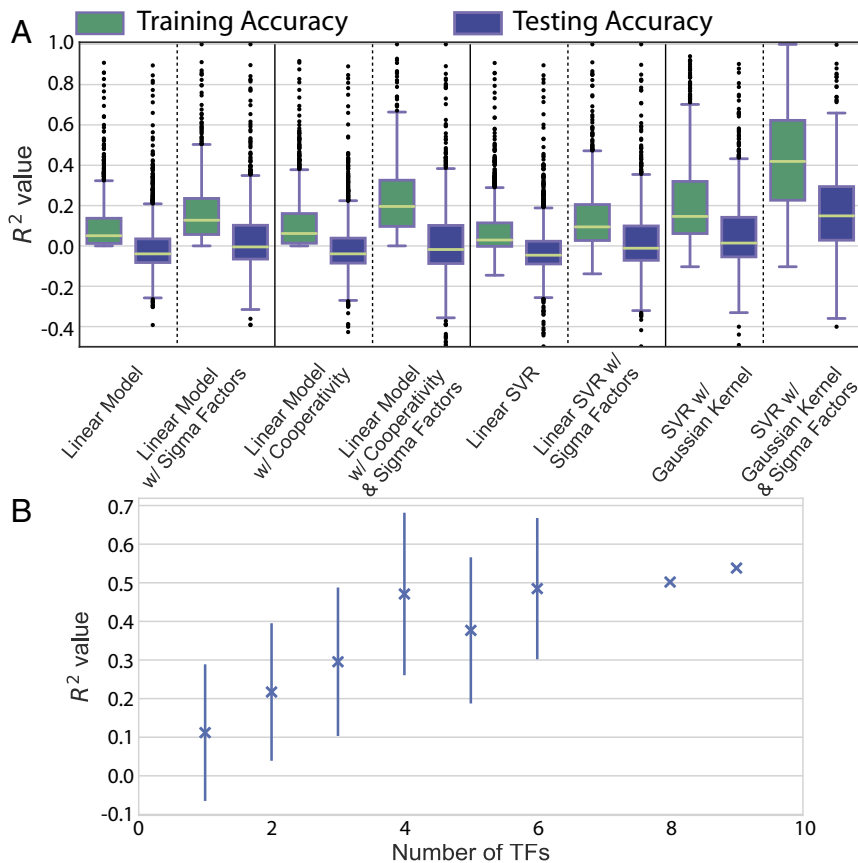 Training Accuracy
Testing Accuracy
A
1.0
0.8
0.6
0.4
0.2
0.0
-0.2
-0.4
R² value
Linear Model
Linear Model
w/ Sigma Factors
Linear Model
w/ Cooperativity
Linear Model
w/ Cooperativity
& Sigma Factors
Linear SVR
Linear SVR w/
Sigma Factors
SVR w/
Gaussian Kernel
SVR w/
Gaussian Kernel
& Sigma Factors
B
0.7
0.6
0.5
0.4
0.3
0.2
0.1
0.0
-0.1
R² value
0
2
4
6
8
10
Number of TFs